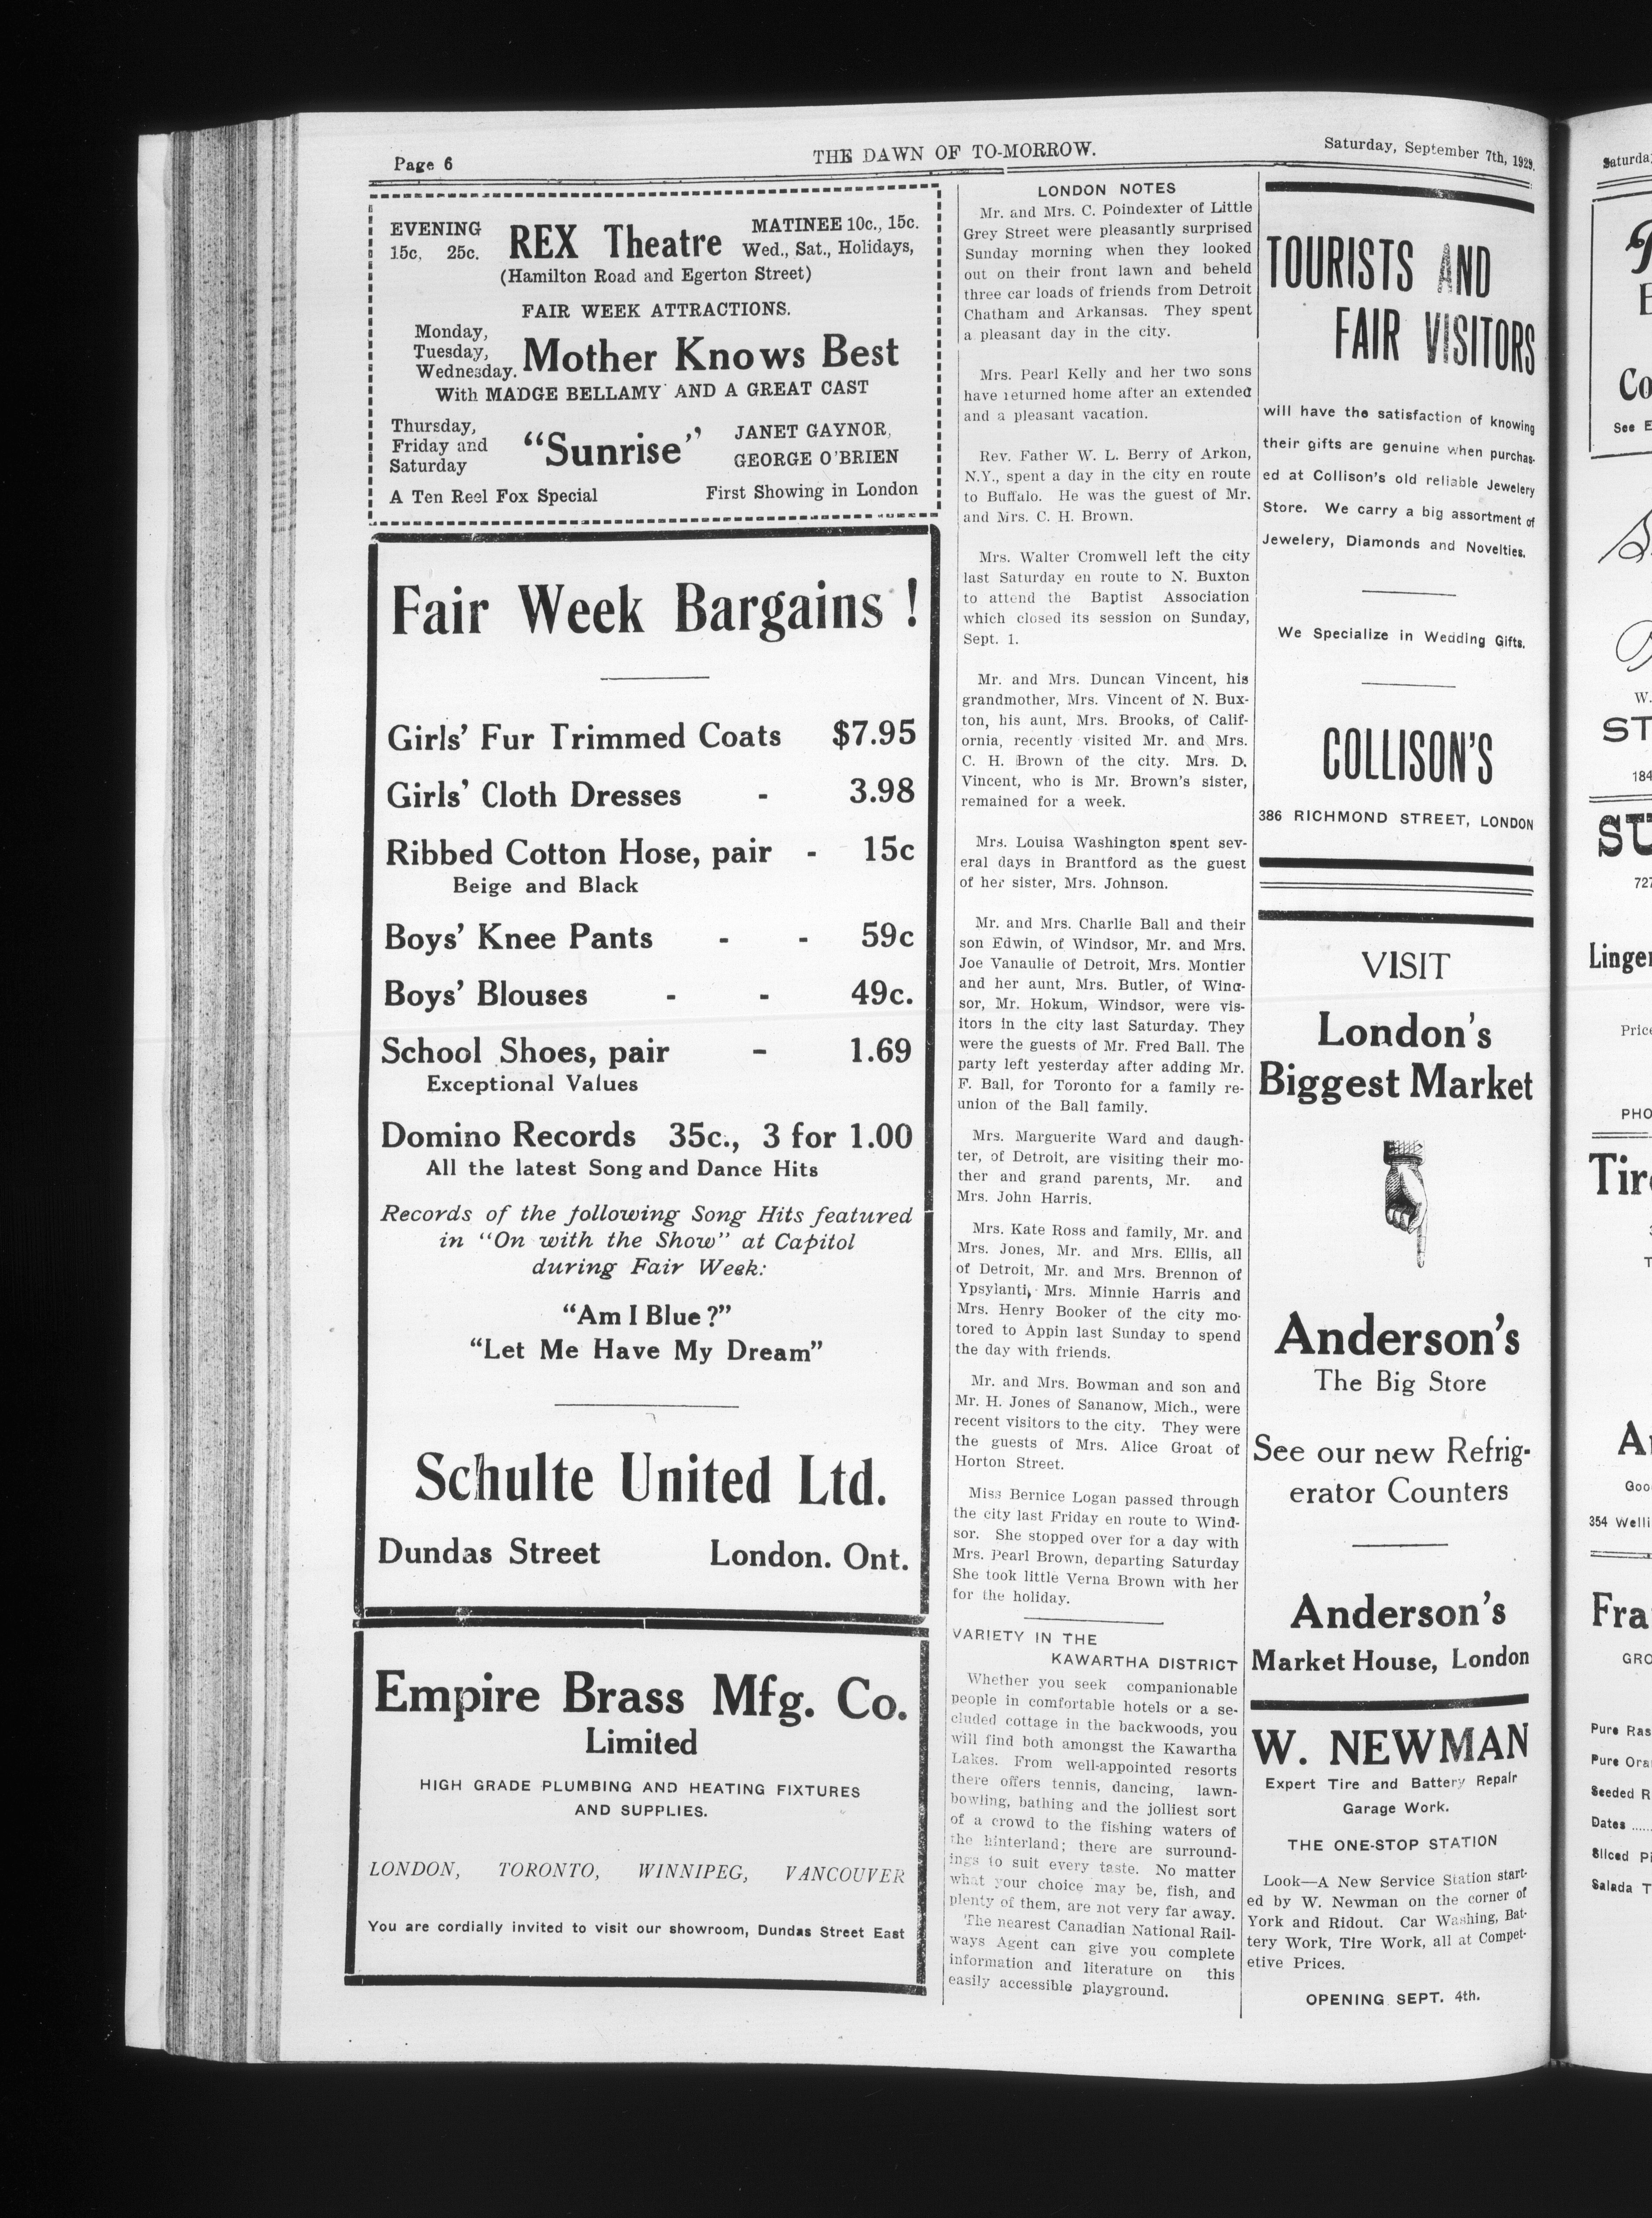 Page 6
THE DAWN OF TO-MORROW.
Saturday, September 7th, 1929.
EVENING
15c, 25c.
REX Theatre
MATINEE 10c., 15c.
Wed., Sat., Holidays,
(Hamilton Road and Egerton Street)
FAIR WEEK ATTRACTIONS.
Monday,
Tuesday,
Wednesday.
Mother Knows Best
With MADGE BELLAMY AND A GREAT CAST
Thursday,
Friday and
Saturday
"Sunrise"
JANET GAYNOR,
GEORGE O'BRIEN
A Ten Reel Fox Special
First Showing in London
Fair Week Bargains !
Girls' Fur Trimmed Coats $7.95
Girls' Cloth Dresses - 3.98
Ribbed Cotton Hose, pair - 15c
Beige and Black
Boys' Knee Pants - - 59c
Boys' Blouses - - 49c.
School Shoes, pair - 1.69
Exceptional Values
Domino Records 35c., 3 for 1.00
All the latest Song and Dance Hits
Records of the following Song Hits featured
in "On with the Show" at Capitol
during Fair Week:
"Am I Blue?"
"Let Me Have My Dream"
Schulte United Ltd.
Dundas Street London. Ont.
Empire Brass Mfg. Co.
Limited
HIGH GRADE PLUMBING AND HEATING FIXTURES
AND SUPPLIES.
LONDON, TORONTO, WINNIPEG, VANCOUVER
You are cordially invited to visit our showroom, Dundas Street East
LONDON NOTES
Mr. and Mrs. C. Poindexter of Little
Grey Street were pleasantly surprised
Sunday morning when they looked
out on their front lawn and beheld
three car loads of friends from Detroit
Chatham and Arkansas. They spent
a pleasant day in the city.
Mrs. Pearl Kelly and her two sons
have returned home after an extended
and a pleasant vacation.
Rev. Father W. L. Berry of Arkon,
N.Y., spent a day in the city en route
to Buffalo. He was the guest of Mr.
and Mrs. C. H. Brown.
Mrs. Walter Cromwell left the city
last Saturday en route to N. Buxton
to attend the Baptist Association
which closed its session on Sunday,
Sept. 1.
Mr. and Mrs. Duncan Vincent, his
grandmother, Mrs. Vincent of N. Bux-
ton, his aunt, Mrs. Brooks, of Calif-
ornia, recently visited Mr. and Mrs.
C. H. Brown of the city. Mrs. D.
Vincent, who is Mr. Brown's sister,
remained for a week.
Mrs. Louisa Washington spent sev-
eral days in Brantford as the guest
of her sister, Mrs. Johnson.
Mr. and Mrs. Charlie Ball and their
son Edwin, of Windsor, Mr. and Mrs.
Joe Vanaulie of Detroit, Mrs. Montier
and her aunt, Mrs. Butler, of Wind-
sor, Mr. Hokum, Windsor, were vis-
itors in the city last Saturday. They
were the guests of Mr. Fred Ball. The
party left yesterday after adding Mr.
F. Ball, for Toronto for a family re-
union of the Ball family.
Mrs. Marguerite Ward and daugh-
ter, of Detroit, are visiting their mo-
ther and grand parents, Mr. and
Mrs. John Harris.
Mrs. Kate Ross and family, Mr. and
Mrs. Jones, Mr. and Mrs. Ellis, all
of Detroit, Mr. and Mrs. Brennon of
Ypsylanti, Mrs. Minnie Harris and
Mrs. Henry Booker of the city mo-
tored to Appin last Sunday to spend
the day with friends.
Mr. and Mrs. Bowman and son and
Mr. H. Jones of Sananow, Mich., were
recent visitors to the city. They were
the guests of Mrs. Alice Groat of
Horton Street.
Miss Bernice Logan passed through
the city last Friday en route to Wind-
sor. She stopped over for a day with
Mrs. Pearl Brown, departing Saturday
She took little Verna Brown with her
for the holiday.
VARIETY IN THE
KAWARTHA DISTRICT
Whether you seek companionable
people in comfortable hotels or a se-
cluded cottage in the backwoods, you
will find both amongst the Kawartha
Lakes. From well-appointed resorts
there offers tennis, dancing, lawn-
bowling, bathing and the jolliest sort
of a crowd to the fishing waters of
the hinterland; there are surround-
ings to suit every taste. No matter
what your choice may be, fish, and
plenty of them, are not very far away.
The nearest Canadian National Rail-
ways Agent can give you complete
information and literature on this
easily accessible playground.
TOURISTS AND
FAIR VISITORS
will have the satisfaction of knowing
their gifts are genuine when purchas-
ed at Collison's old reliable Jewelery
Store. We carry a big assortment of
Jewelery, Diamonds and Novelties.
We Specialize in Wedding Gifts.
COLLISON'S
386 RICHMOND STREET, LONDON
VISIT
London's
Biggest Market
Anderson's
The Big Store
See our new Refrig-
erator Counters
Anderson's
Market House, London
W. NEWMAN
Expert Tire and Battery Repair
Garage Work.
THE ONE-STOP STATION
Look—A New Service Station start-
ed by W. Newman on the corner of
York and Ridout. Car Washing, Bat-
tery Work, Tire Work, all at Compet-
etive Prices.
OPENING SEPT. 4th.
Saturda
Co
See E
W.
ST
184
SU
727
Linger
Price
PHO
Tire
Goo
354 Welli
Fra
GRO
Pure Ras
Pure Ora
Seeded R
Dates .....
Sliced Pi
Salada T